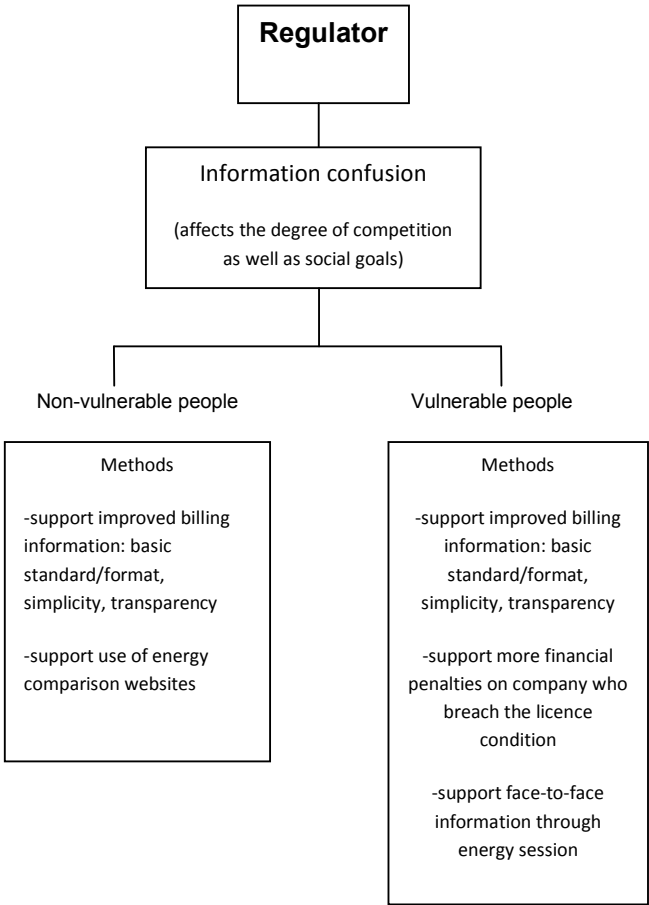 Regulator
Information confusion
(affects the degree of competition
as well as social goals)
Non-vulnerable people
Vulnerable people
Methods
-support improved billing
information: basic
standard/format,
simplicity, transparency
-support use of energy
comparison websites
Methods
-support improved billing
information: basic
standard/format,
simplicity, transparency
-support more financial
penalties on company who
breach the licence
condition
-support face-to-face
information through
energy session